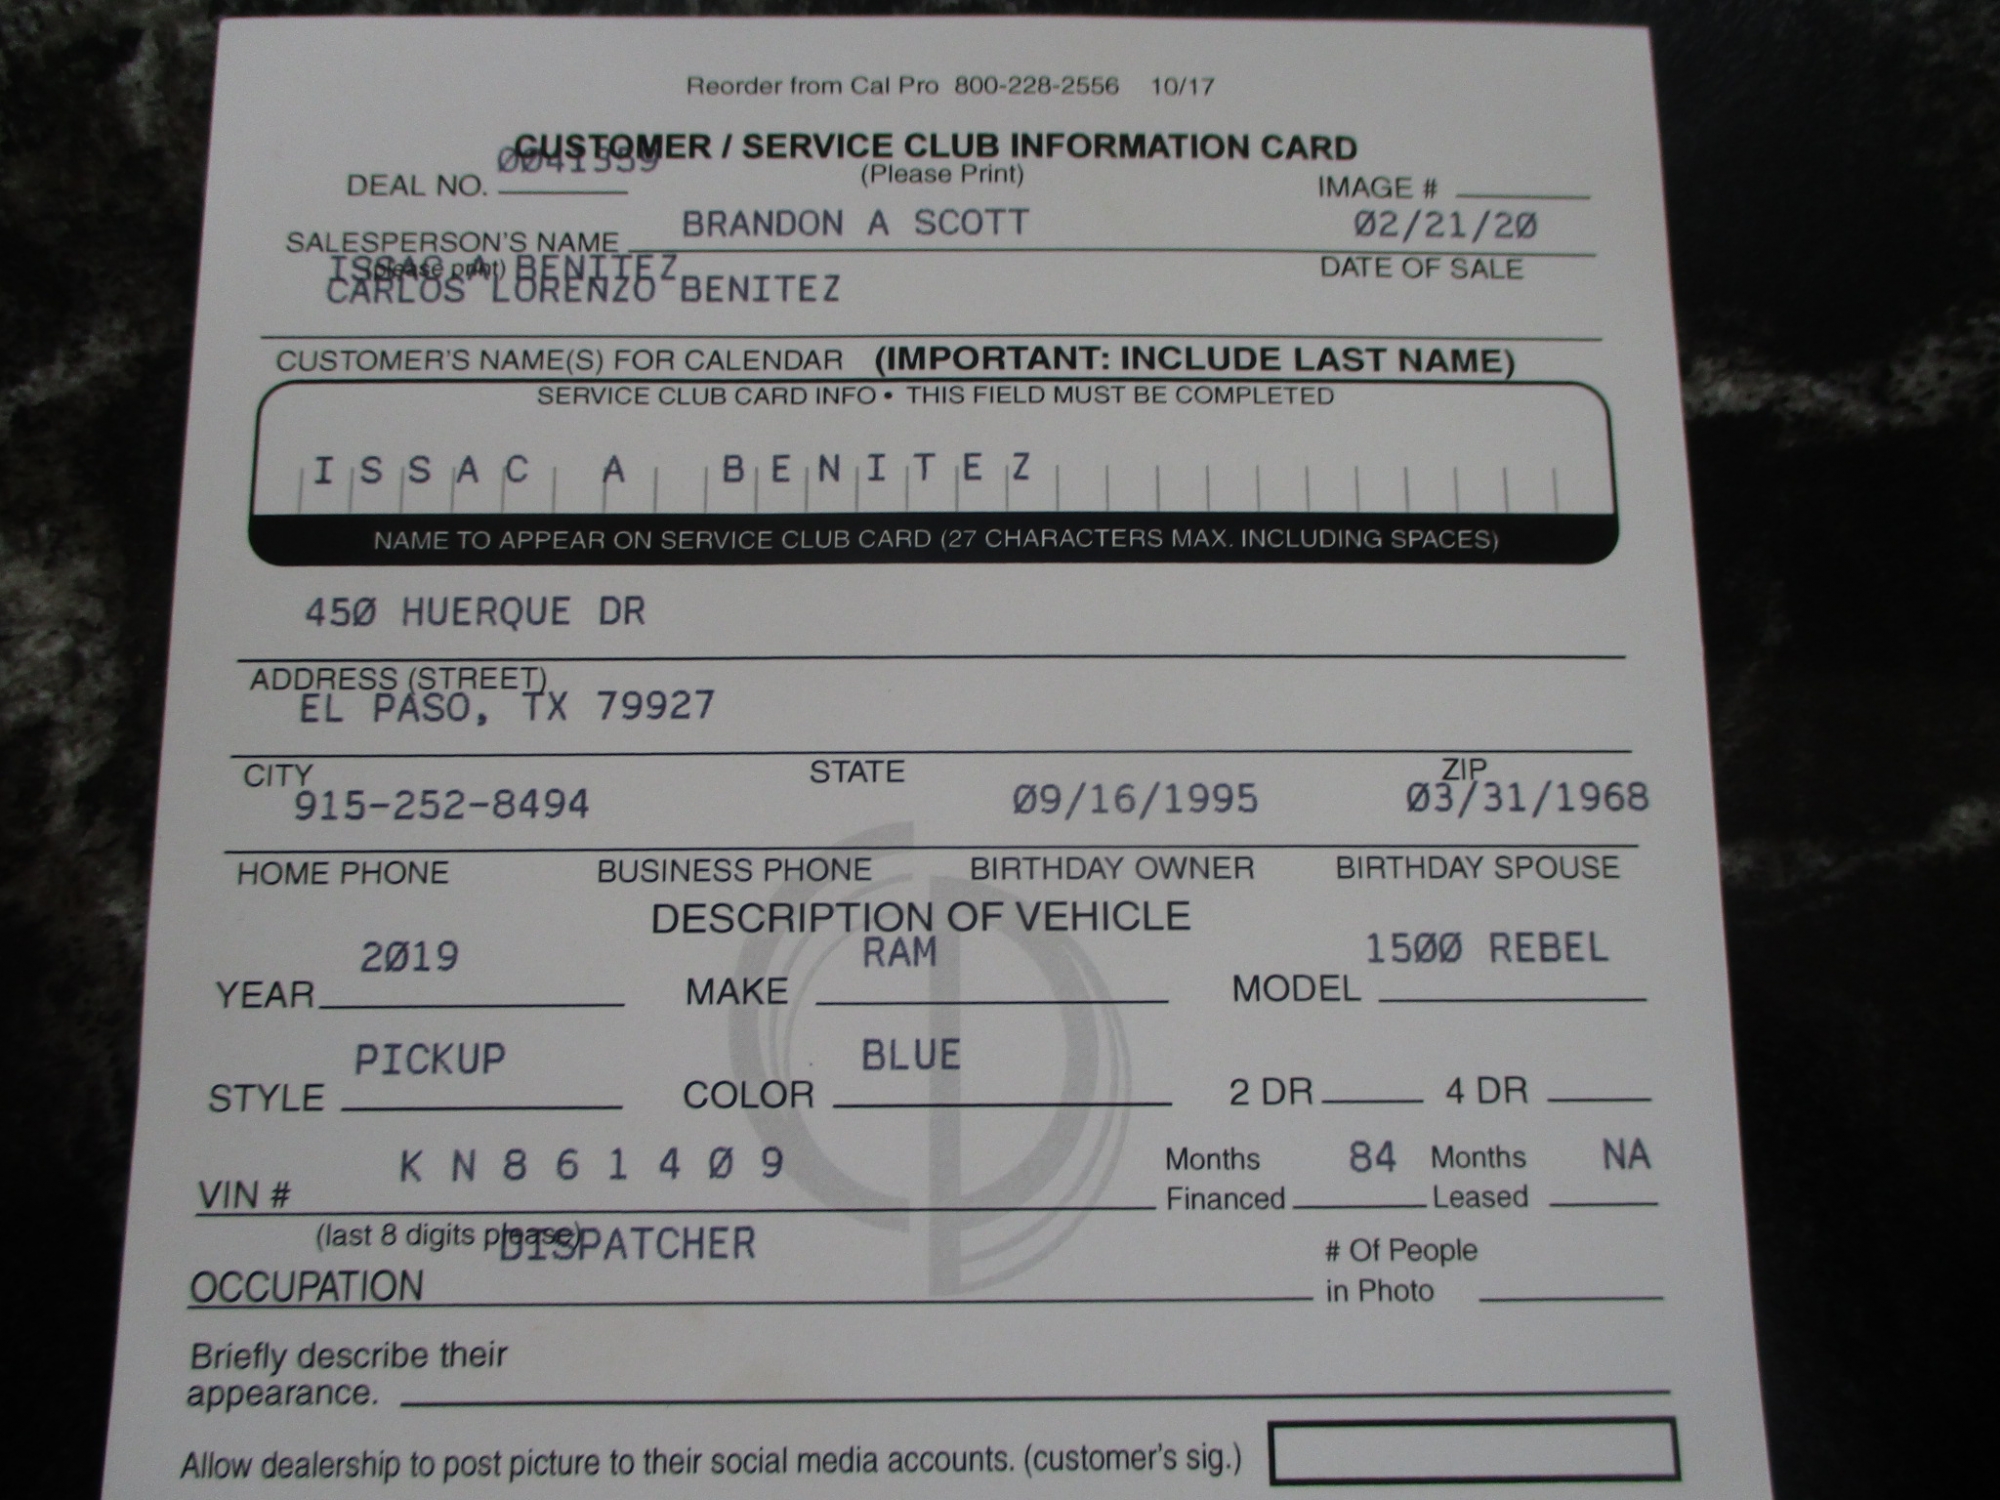 Reorder from Cal Pro 800-228-2556 10/17
CUSTOMER / SERVICE CLUB INFORMATION CARD
(Please Print)
DEAL NO. IMAGE #
SALESPERSON'S NAME BRANDON A SCOTT 02/21/20
(please print) DATE OF SALE
ISSAC A BENITEZ
CARLOS LORENZO BENITEZ
CUSTOMER'S NAME(S) FOR CALENDAR (IMPORTANT: INCLUDE LAST NAME)
SERVICE CLUB CARD INFO • THIS FIELD MUST BE COMPLETED
ISSAC A BENITEZ
NAME TO APPEAR ON SERVICE CLUB CARD (27 CHARACTERS MAX. INCLUDING SPACES)
450 HUERQUE DR
ADDRESS (STREET)
EL PASO, TX 79927
CITY STATE ZIP
915-252-8494 09/16/1995 03/31/1968
HOME PHONE BUSINESS PHONE BIRTHDAY OWNER BIRTHDAY SPOUSE
DESCRIPTION OF VEHICLE
YEAR 2019 MAKE RAM MODEL 1500 REBEL
STYLE PICKUP COLOR BLUE 2 DR 4 DR
VIN # KN861409 Months Financed 84 Months Leased NA
(last 8 digits please)
OCCUPATION DISPATCHER # Of People in Photo
Briefly describe their
appearance.
Allow dealership to post picture to their social media accounts. (customer's sig.)